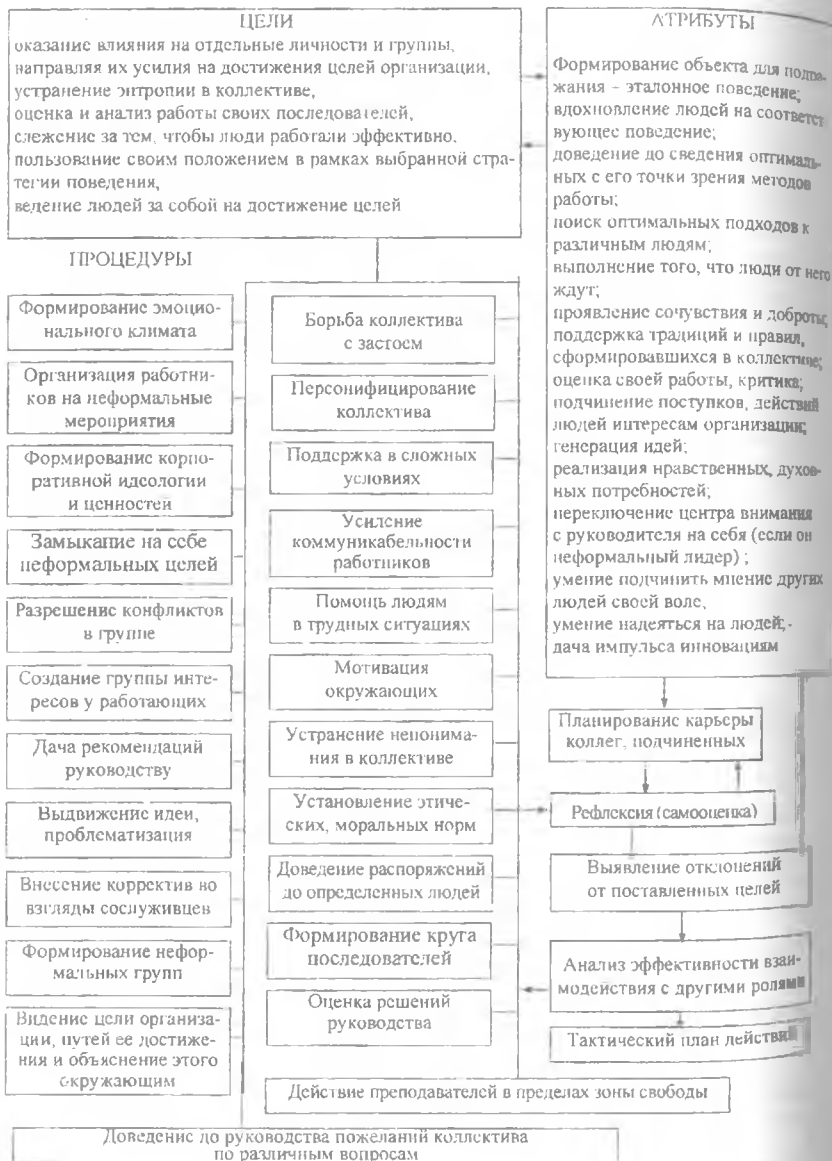 ЦЕЛИ
оказание влияния на отдельные личности и группы,
направляя их усилия на достижения целей организации,
устранение энтропии в коллективе,
оценка и анализ работы своих последователей,
слежение за тем, чтобы люди работали эффективно,
пользование своим положением в рамках выбранной стра-
тегии поведения,
ведение людей за собой на достижение целей
АТРИБУТЫ
Формирование объекта для подра-
жания – эталонное поведение;
вдохновление людей на соответст
вующее поведение;
доведение до сведения оптималь-
ных с его точки зрения методов
работы;
поиск оптимальных подходов к
различным людям;
выполнение того, что люди от него
ждут;
проявление сочувствия и доброты;
поддержка традиций и правил,
сформировавшихся в коллективе;
оценка своей работы, критика;
подчинение поступков, действий
людей интересам организации;
генерация идей;
реализация нравственных, духов-
ных потребностей;
переключение центра внимания
с руководителя на себя (если он
неформальный лидер) ;
умение подчинить мнение других
людей своей воле,
умение надеяться на людей;
дача импульса инновациям
ПРОЦЕДУРЫ
Формирование эмоцио-
нального климата
Организация работни-
ков на неформальные
мероприятия
Формирование корпо-
ративной идеологии
и ценностей
Замыкание на себе
неформальных целей
Разрешение конфликтов
в группе
Создание группы инте-
ресов у работающих
Дача рекомендаций
руководству
Выдвижение идеи,
проблематизация
Внесение корректив во
взгляды сослуживцев
Формирование нефор-
мальных групп
Видение цели организа-
ции, путей ее достиже-
ния и объяснение этого
окружающим
Борьба коллектива
с застоем
Персонифицирование
коллектива
Поддержка в сложных
условиях
Усиление
коммуникабельности
работников
Помощь людям
в трудных ситуациях
Мотивация
окружающих
Устранение непонима-
ния в коллективе
Установление этичес-
ских, моральных норм
Доведение распоряжений
до определенных людей
Формирование круга
последователей
Оценка решений
руководства
Планирование карьеры
коллег, подчиненных
Рефлексия (самооценка)
Выявление отклонений
от поставленных целей
Анализ эффективности взаи-
модействия с другими ролями
Тактический план действий
Действие преподавателей в пределах зоны свободы
Доведение до руководства пожеланий коллектива
по различным вопросам